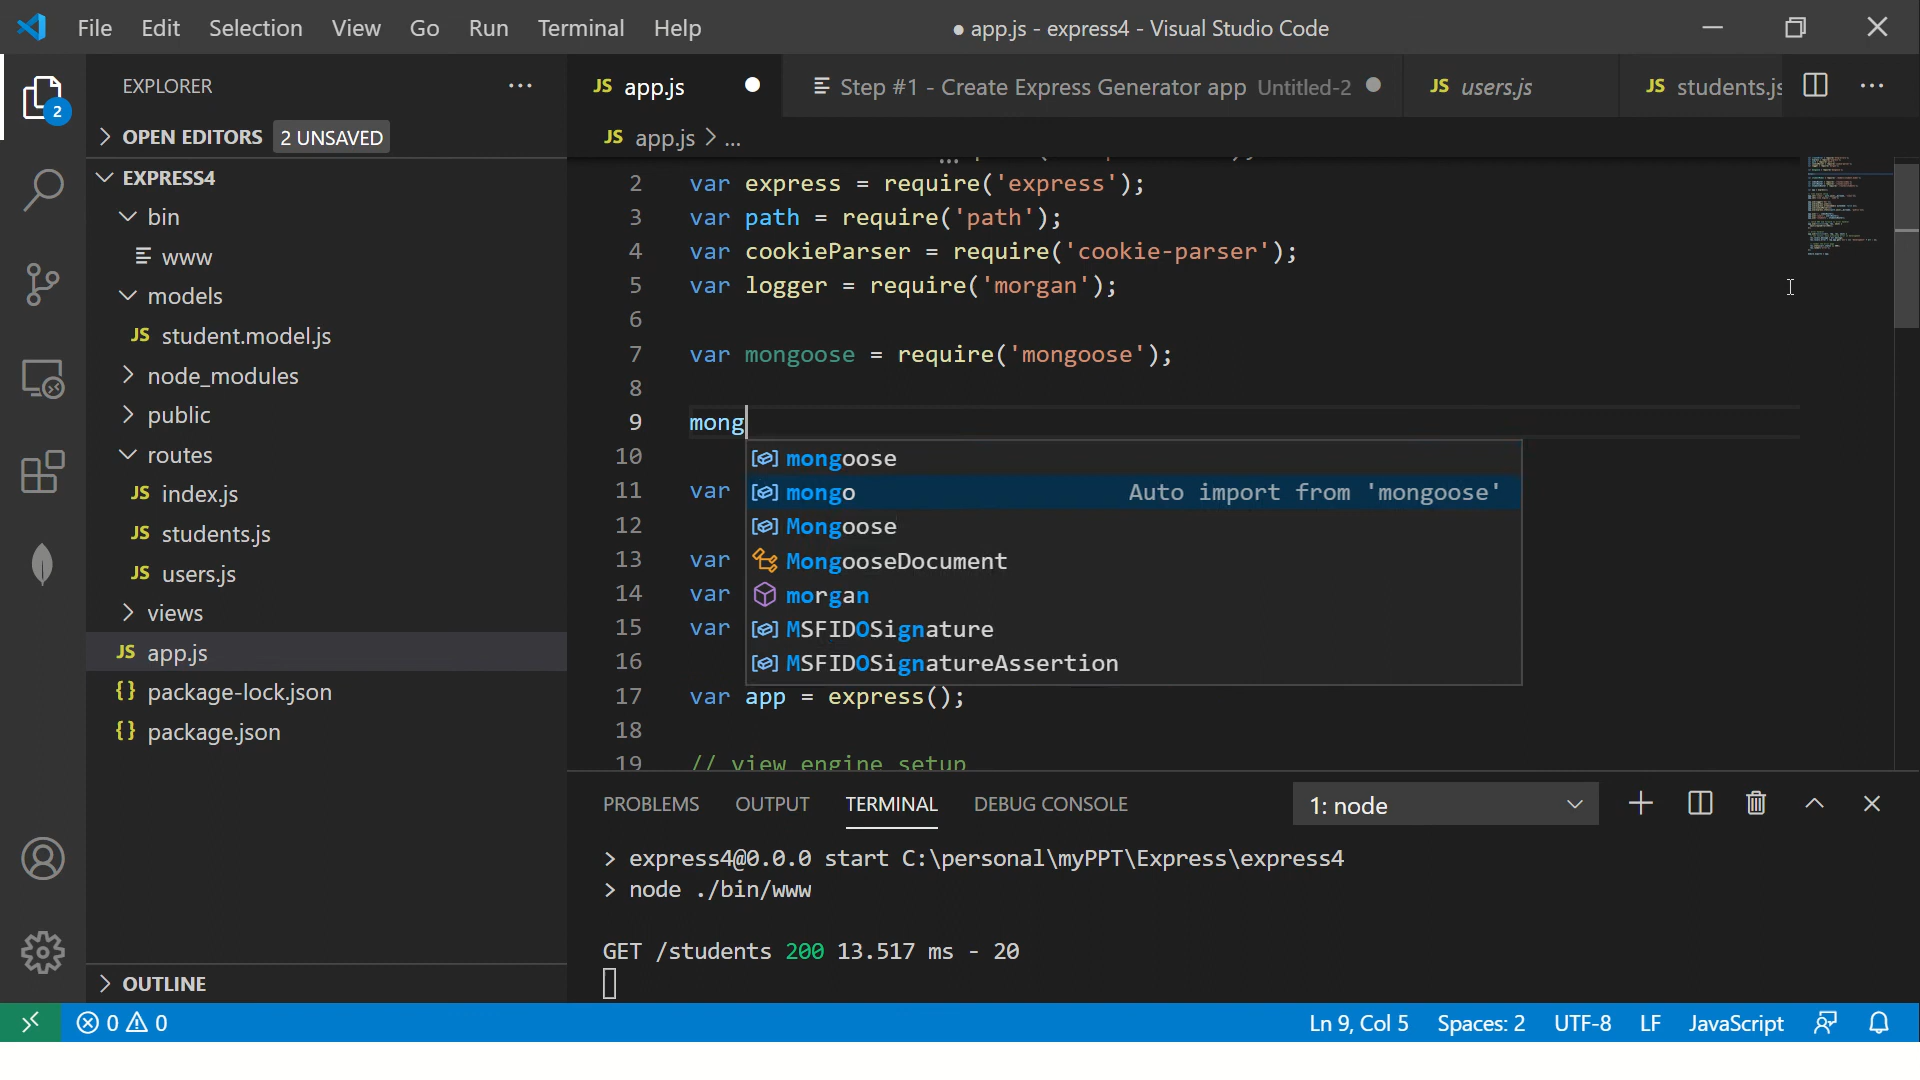 File Edit Selection View Go Run Terminal Help
● app.js - express4 - Visual Studio Code
2
EXPLORER
OPEN EDITORS 2 UNSAVED
EXPRESS4
bin
www
models
JS student.model.js
node_modules
public
routes
JS index.js
JS students.js
JS users.js
views
JS app.js
{} package-lock.json
{} package.json
OUTLINE
JS app.js
Step #1 - Create Express Generator app Untitled-2
JS users.js
JS students.js
JS app.js > ...
2 var express = require('express');
3 var path = require('path');
4 var cookieParser = require('cookie-parser');
5 var logger = require('morgan');
6
7 var mongoose = require('mongoose');
8
9 mong
mongoose
mongo Auto import from 'mongoose'
Mongoose
MongooseDocument
morgan
MSFIDOSignature
MSFIDOSignatureAssertion
10
11 var
12
13 var
14 var
15 var
16
17 var app = express();
18
19 // view engine setup
PROBLEMS OUTPUT TERMINAL DEBUG CONSOLE
1: node
> express4@0.0.0 start C:\personal\myPPT\Express\express4
> node ./bin/www
GET /students 200 13.517 ms - 20
0 0
Ln 9, Col 5 Spaces: 2 UTF-8 LF JavaScript